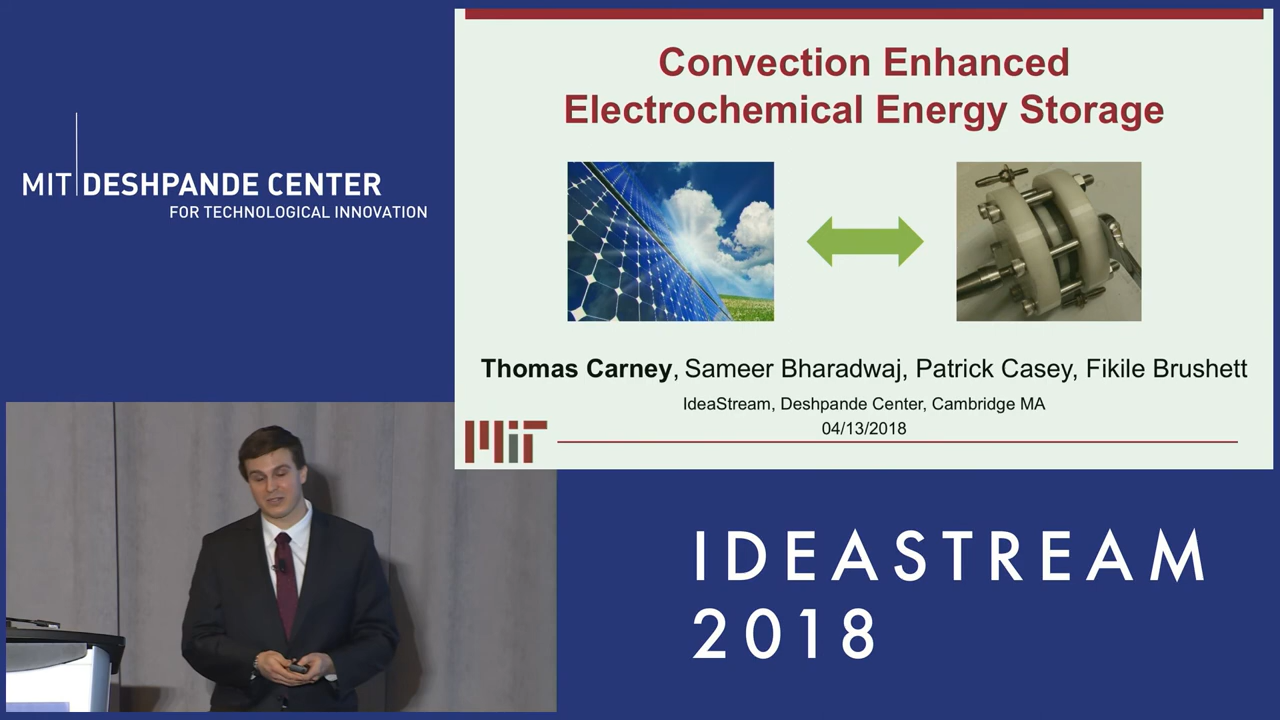 MIT DESHPANDE CENTER
FOR TECHNOLOGICAL INNOVATION
Convection Enhanced
Electrochemical Energy Storage
Thomas Carney, Sameer Bharadwaj, Patrick Casey, Fikile Brushett
IdeaStream, Deshpande Center, Cambridge MA
04/13/2018
MIT
IDEASTREAM
2018